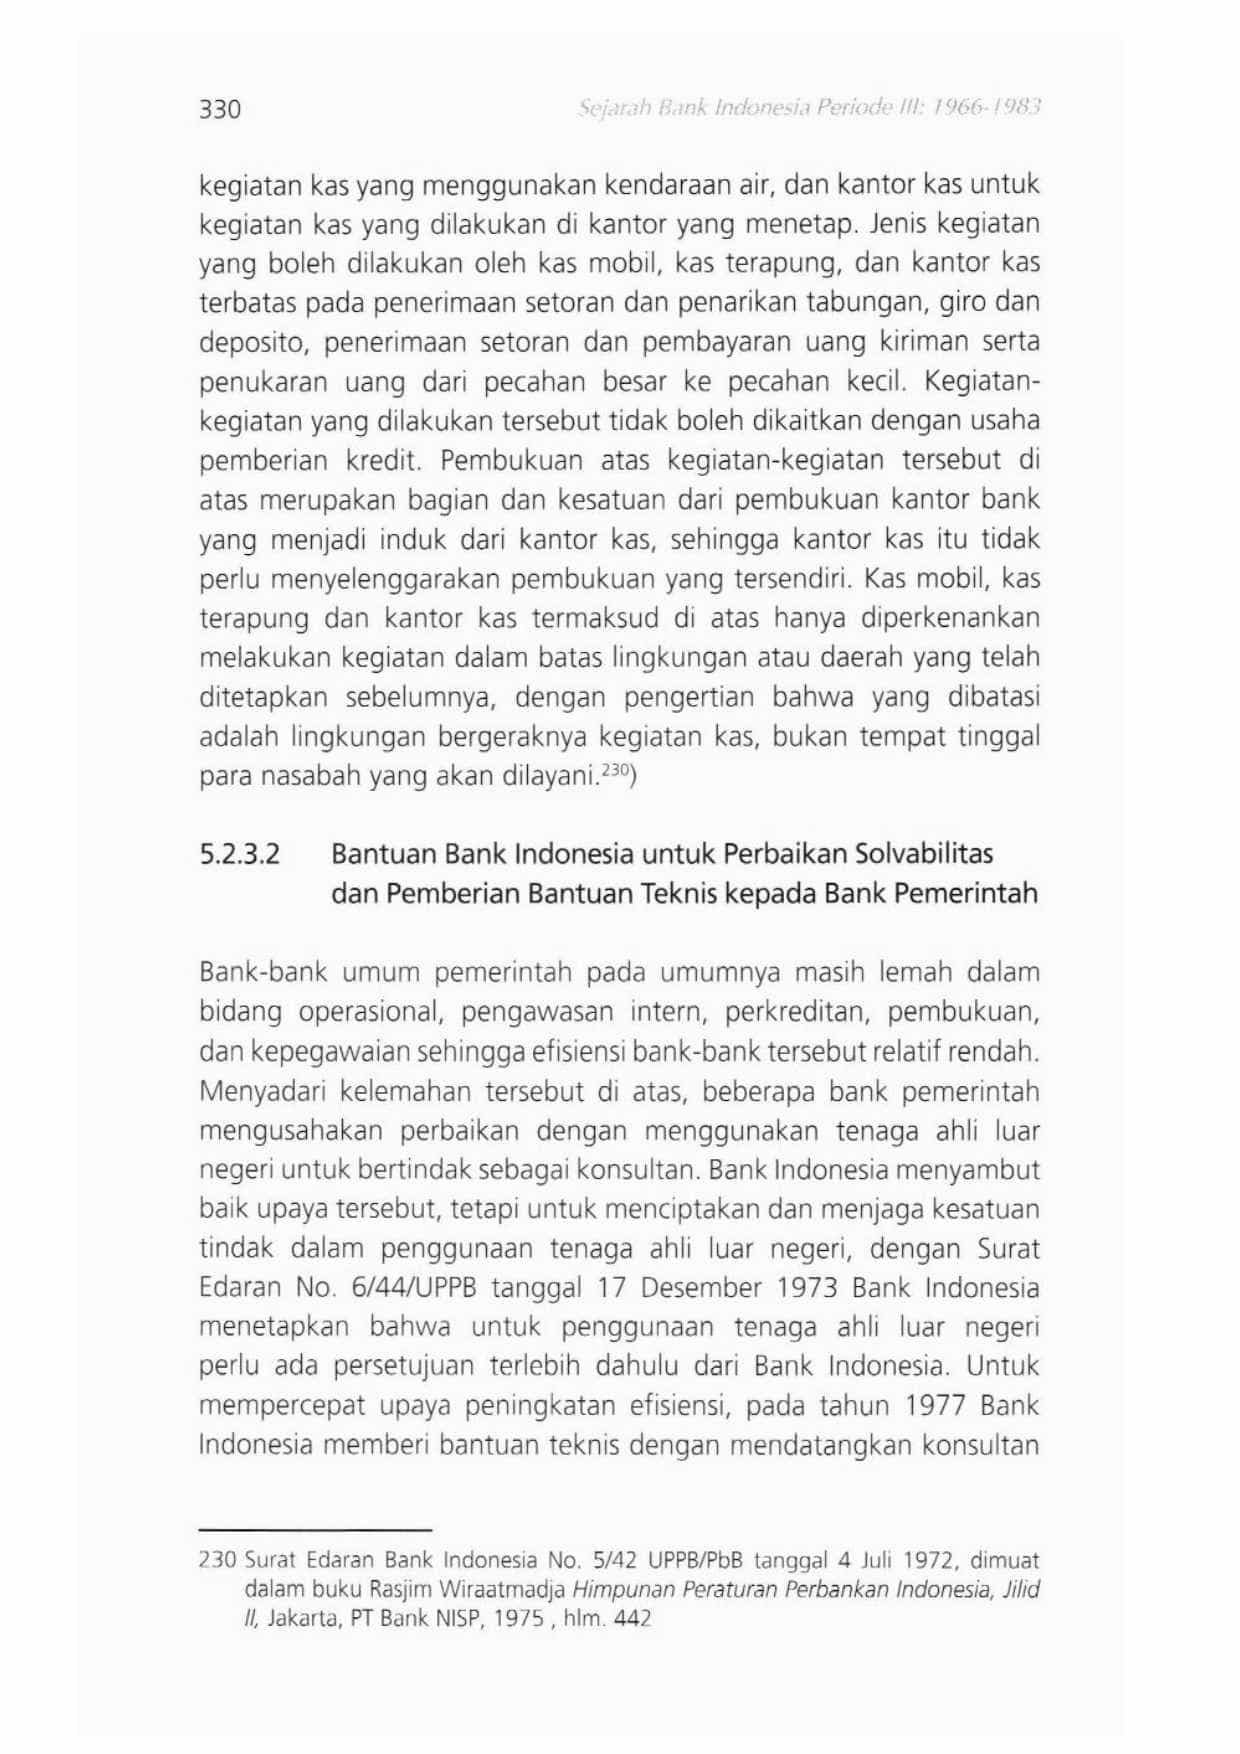 330
Sejarah Bank Indonesia Periode III: 1966-1983
kegiatan kas yang menggunakan kendaraan air, dan kantor kas untuk
kegiatan kas yang dilakukan di kantor yang menetap. Jenis kegiatan
yang boleh dilakukan oleh kas mobil, kas terapung, dan kantor kas
terbatas pada penerimaan setoran dan penarikan tabungan, giro dan
deposito, penerimaan setoran dan pembayaran uang kiriman serta
penukaran uang dari pecahan besar ke pecahan kecil. Kegiatan-
kegiatan yang dilakukan tersebut tidak boleh dikaitkan dengan usaha
pemberian kredit. Pembukuan atas kegiatan-kegiatan tersebut di
atas merupakan bagian dan kesatuan dari pembukuan kantor bank
yang menjadi induk dari kantor kas, sehingga kantor kas itu tidak
perlu menyelenggarakan pembukuan yang tersendiri. Kas mobil, kas
terapung dan kantor kas termaksud di atas hanya diperkenankan
melakukan kegiatan dalam batas lingkungan atau daerah yang telah
ditetapkan sebelumnya, dengan pengertian bahwa yang dibatasi
adalah lingkungan bergeraknya kegiatan kas, bukan tempat tinggal
para nasabah yang akan dilayani.230)
5.2.3.2 Bantuan Bank Indonesia untuk Perbaikan Solvabilitas
dan Pemberian Bantuan Teknis kepada Bank Pemerintah
Bank-bank umum pemerintah pada umumnya masih lemah dalam
bidang operasional, pengawasan intern, perkreditan, pembukuan,
dan kepegawaian sehingga efisiensi bank-bank tersebut relatif rendah.
Menyadari kelemahan tersebut di atas, beberapa bank pemerintah
mengusahakan perbaikan dengan menggunakan tenaga ahli luar
negeri untuk bertindak sebagai konsultan. Bank Indonesia menyambut
baik upaya tersebut, tetapi untuk menciptakan dan menjaga kesatuan
tindak dalam penggunaan tenaga ahli luar negeri, dengan Surat
Edaran No. 6/44/UPPB tanggal 17 Desember 1973 Bank Indonesia
menetapkan bahwa untuk penggunaan tenaga ahli luar negeri
perlu ada persetujuan terlebih dahulu dari Bank Indonesia. Untuk
mempercepat upaya peningkatan efisiensi, pada tahun 1977 Bank
Indonesia memberi bantuan teknis dengan mendatangkan konsultan
230 Surat Edaran Bank Indonesia No. 5/42 UPPB/PbB tanggal 4 Juli 1972, dimuat
dalam buku Rasjim Wiraatmadja Himpunan Peraturan Perbankan Indonesia, Jilid
II, Jakarta, PT Bank NISP, 1975 , hlm. 442